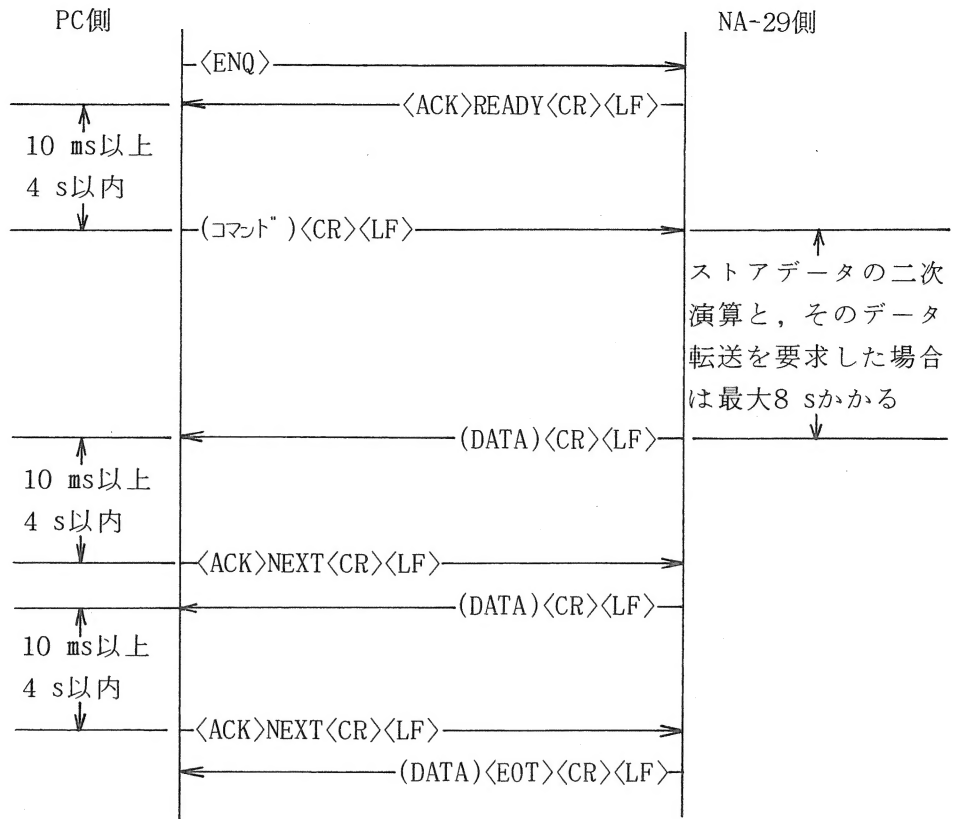 PC側
NA-29側
〈ENQ〉
〈ACK〉READY〈CR〉〈LF〉
10 ms以上
4 s以内
(コマンド)〈CR〉〈LF〉
ストアデータの二次
演算と，そのデータ
転送を要求した場合
は最大8 sかかる
(DATA)〈CR〉〈LF〉
10 ms以上
4 s以内
〈ACK〉NEXT〈CR〉〈LF〉
(DATA)〈CR〉〈LF〉
10 ms以上
4 s以内
〈ACK〉NEXT〈CR〉〈LF〉
(DATA)〈EOT〉〈CR〉〈LF〉